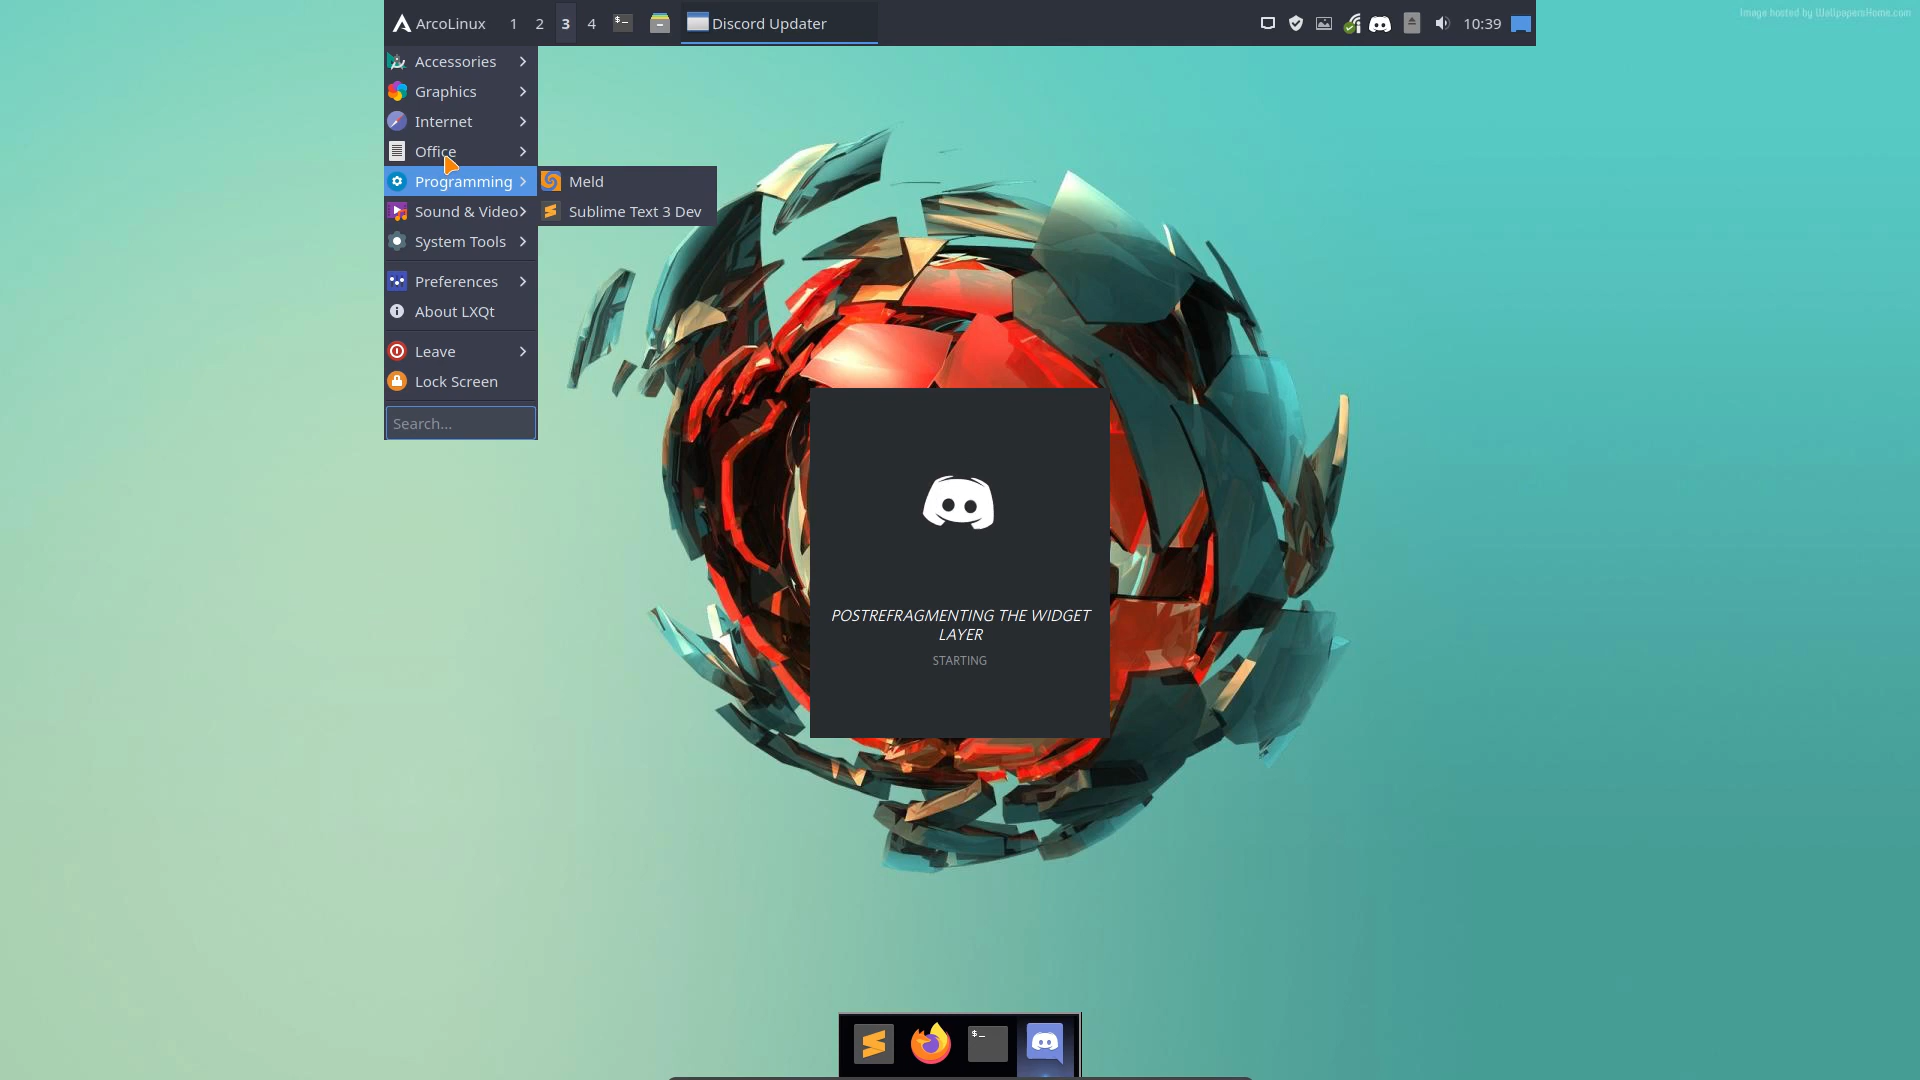 ArcoLinux 1 2 3 4 $_ Discord Updater 10:39
Image hosted by WallpapersHome.com
Accessories
Graphics
Internet
Office
Programming
Meld
Sound & Video
Sublime Text 3 Dev
System Tools
Preferences
About LXQt
Leave
Lock Screen
Search...
POSTREFRAGMENTING THE WIDGET
LAYER
STARTING
$_